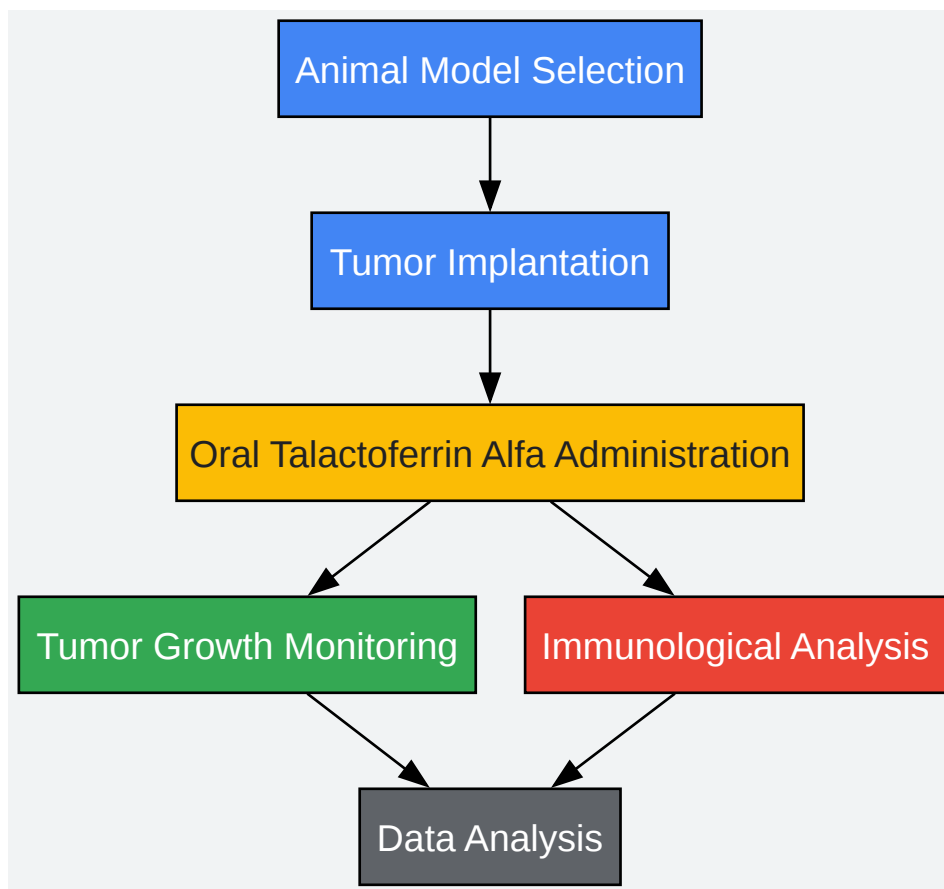 Animal Model Selection
Tumor Implantation
Oral Talactoferrin Alfa Administration
Tumor Growth Monitoring
Immunological Analysis
Data Analysis